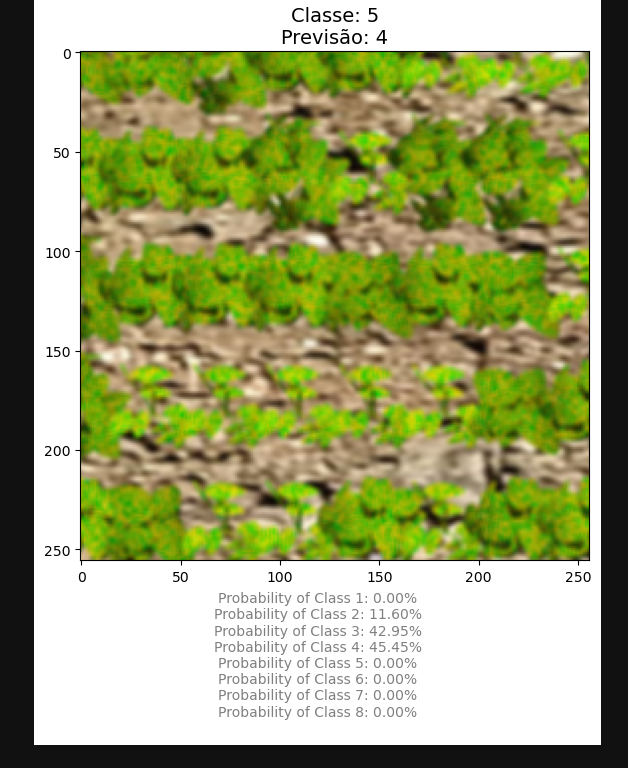 Classe: 5
Previsão: 4
0
50
100
150
200
250
0 50 100 150 200 250
Probability of Class 1: 0.00%
Probability of Class 2: 11.60%
Probability of Class 3: 42.95%
Probability of Class 4: 45.45%
Probability of Class 5: 0.00%
Probability of Class 6: 0.00%
Probability of Class 7: 0.00%
Probability of Class 8: 0.00%